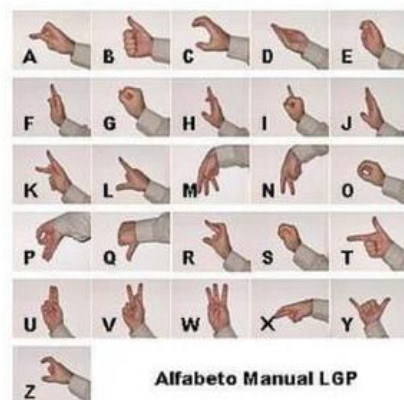 A B C D E
F G H I J
K L M N O
P Q R S T
U V W X Y
Z Alfabeto Manual LGP